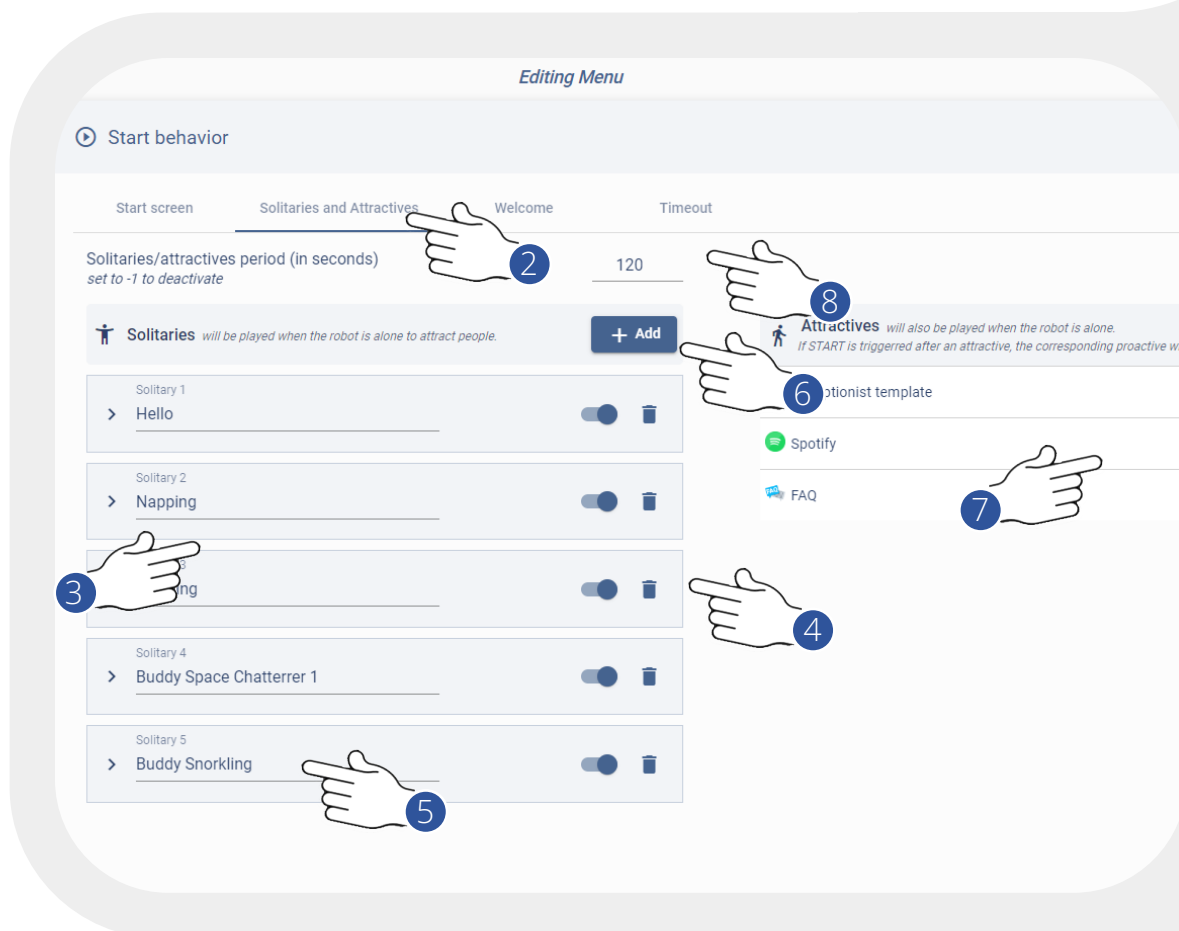 Editing Menu
Start behavior
Start screen
Solitaries and Attractives
Welcome
Timeout
Solitaries/attractives period (in seconds)
set to -1 to deactivate
120
2
8
Solitaries will be played when the robot is alone to attract people.
+ Add
6
Solitary 1
Hello
Solitary 2
Napping
3
3
4
Solitary 4
Buddy Space Chatterrer 1
Solitary 5
Buddy Snorkling
5
Attractives will also be played when the robot is alone.
If START is triggerred after an attractive, the corresponding proactive
template
Spotify
FAQ
7